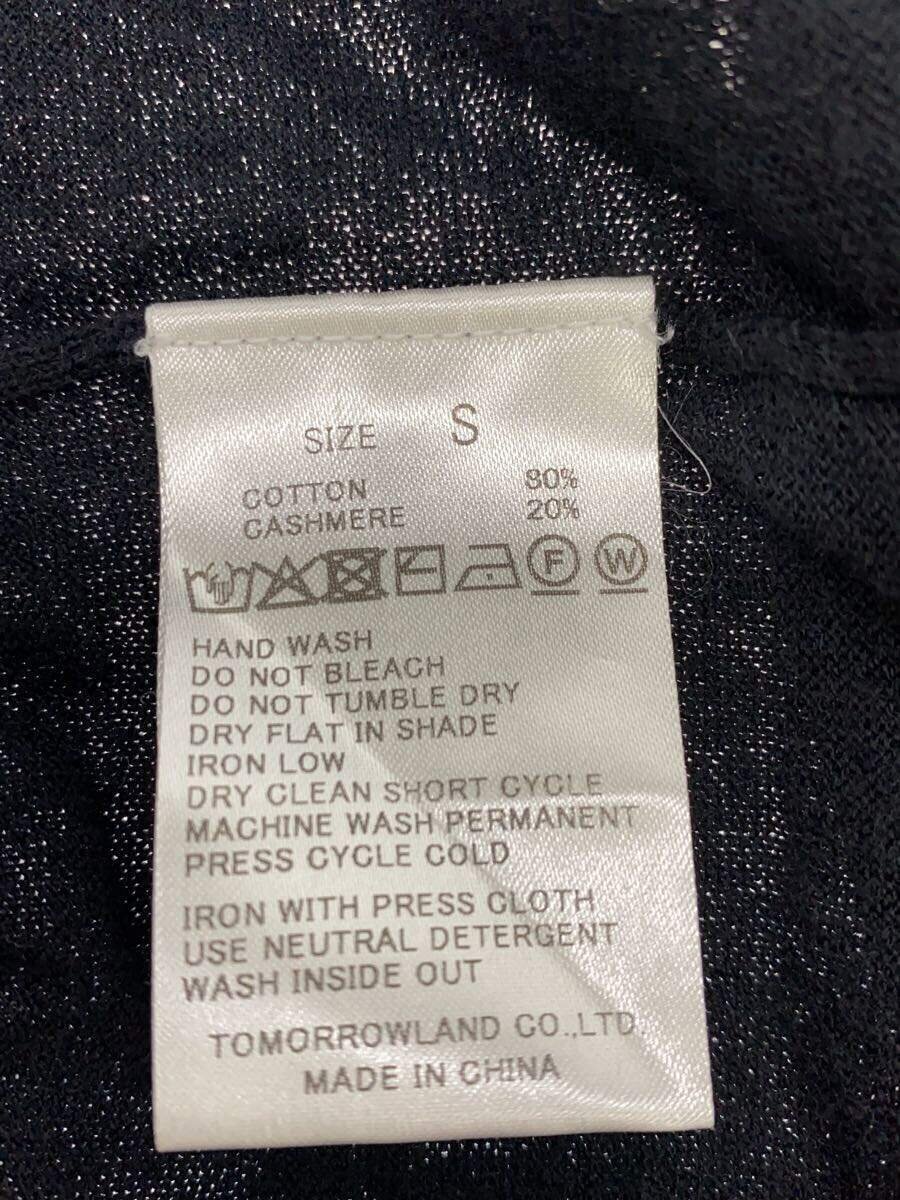 SIZE S
COTTON 80%
CASHMERE 20%
F W
HAND WASH
DO NOT BLEACH
DO NOT TUMBLE DRY
DRY FLAT IN SHADE
IRON LOW
DRY CLEAN SHORT CYCLE
MACHINE WASH PERMANENT
PRESS CYCLE COLD
IRON WITH PRESS CLOTH
USE NEUTRAL DETERGENT
WASH INSIDE OUT
TOMORROWLAND CO.,LTD.
MADE IN CHINA